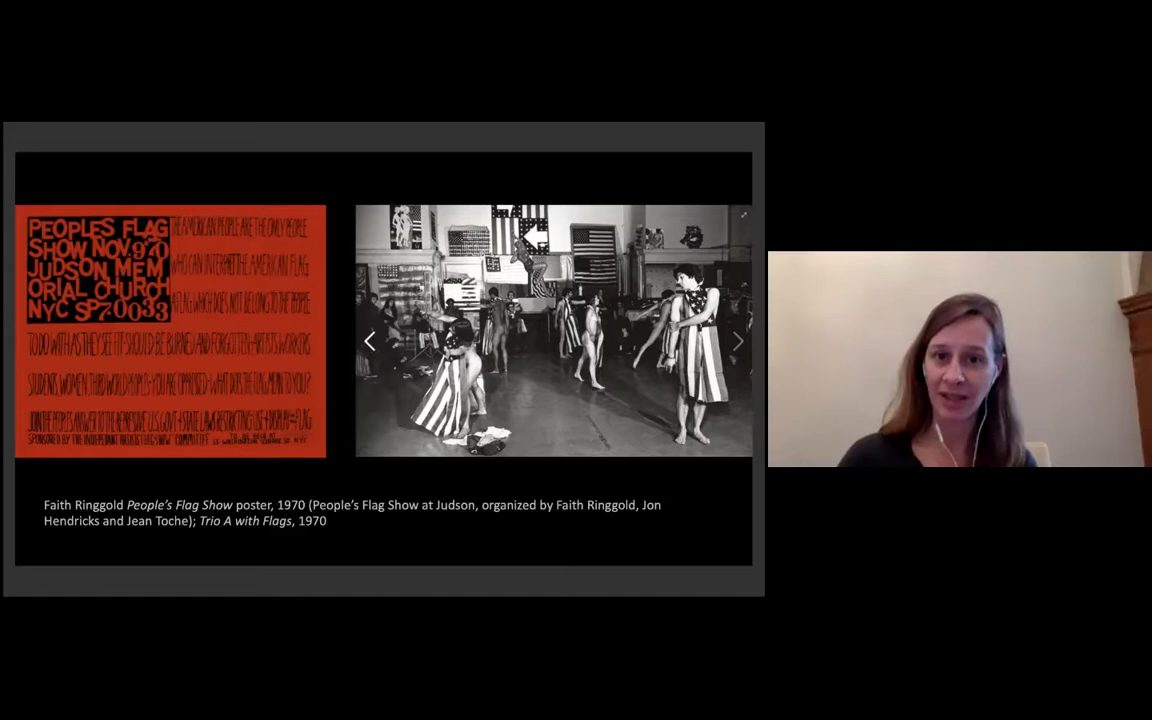 PEOPLES FLAG
SHOW NOV.9•70
JUDSON MEM
ORIAL CHURCH
NYC SP7•0033
THE AMERICAN PEOPLE ARE THE ONLY PEOPLE
WHO CAN INTERPRET THE AMERICAN FLAG
A FLAG WHICH DOES NOT BELONG TO THE PEOPLE
TO DO WITH AS THEY SEE FIT SHOULD BE BURNED AND FORGOTTEN•ARTISTS WORKERS
STUDENTS WOMEN THIRD WORLD PEOPLES•YOU ARE OPPRESSED•WHAT DOES THE FLAG MEAN TO YOU?
JOIN THE PEOPLES ANSWER TO THE REPRESSIVE U.S. GOVT + STATE LAWS RESTRICTING USE + DISPLAY FLAG
SPONSORED BY THE INDEPENDANT ARTISTS FLAG SHOW COMMITTEE
Faith Ringgold People's Flag Show poster, 1970 (People's Flag Show at Judson, organized by Faith Ringgold, Jon
Hendricks and Jean Toche); Trio A with Flags, 1970